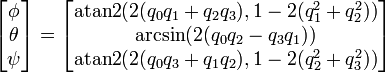 [ϕ] = [atan2(2(q₀q₁ + q₂q₃), 1 − 2(q₁² + q₂²))]
[θ] = [arcsin(2(q₀q₂ − q₃q₁))]
[ψ] = [atan2(2(q₀q₃ + q₁q₂), 1 − 2(q₂² + q₃²))]